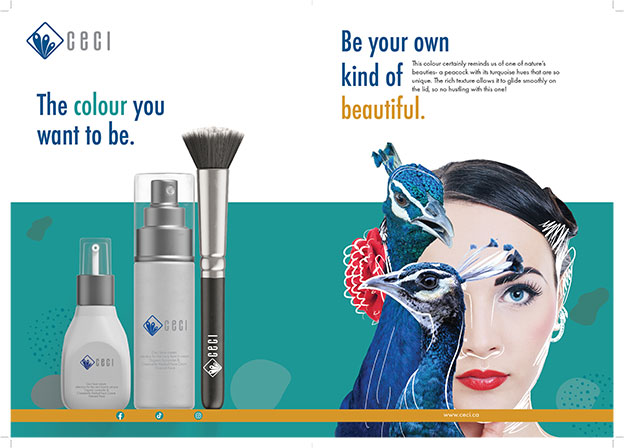 ceci
The colour you
want to be.
Be your own
kind of
beautiful.
This colour certainly reminds us of one of nature's
beauties- a peacock with its turquoise hues that are so
unique. The rich texture allows it to glide smoothly on
the lid, so no hustling with this one!
ceci
ceci
ceci
www.ceci.ca